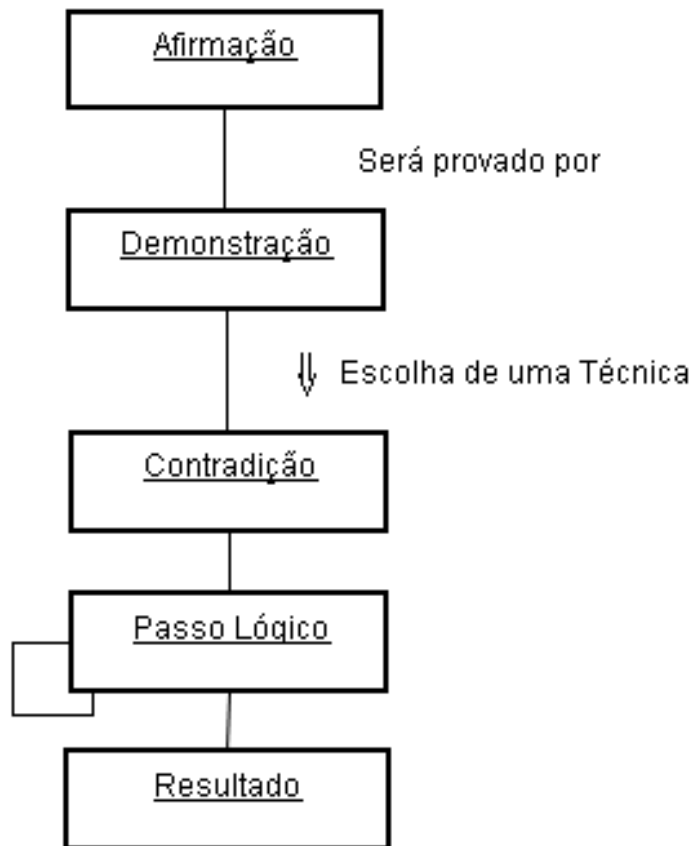 Afirmação
Será provado por
Demonstração
⇓ Escolha de uma Técnica
Contradição
Passo Lógico
Resultado